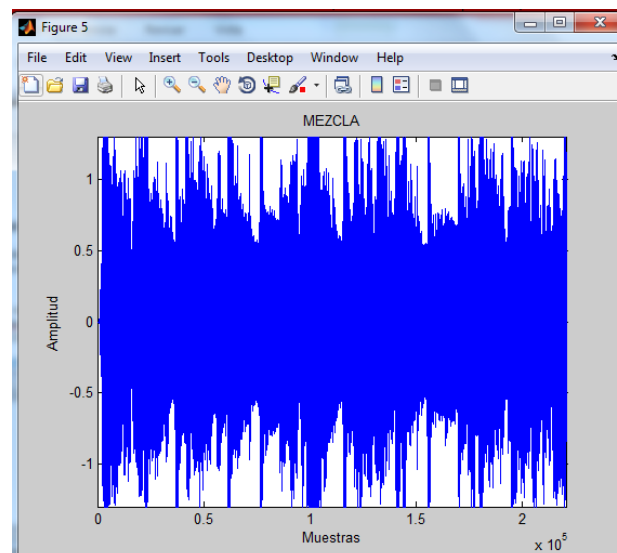 Figure 5
File Edit View Insert Tools Desktop Window Help
MEZCLA
1
0.5
0
-0.5
-1
Amplitud
0 0.5 1 1.5 2
Muestras
x 10^5